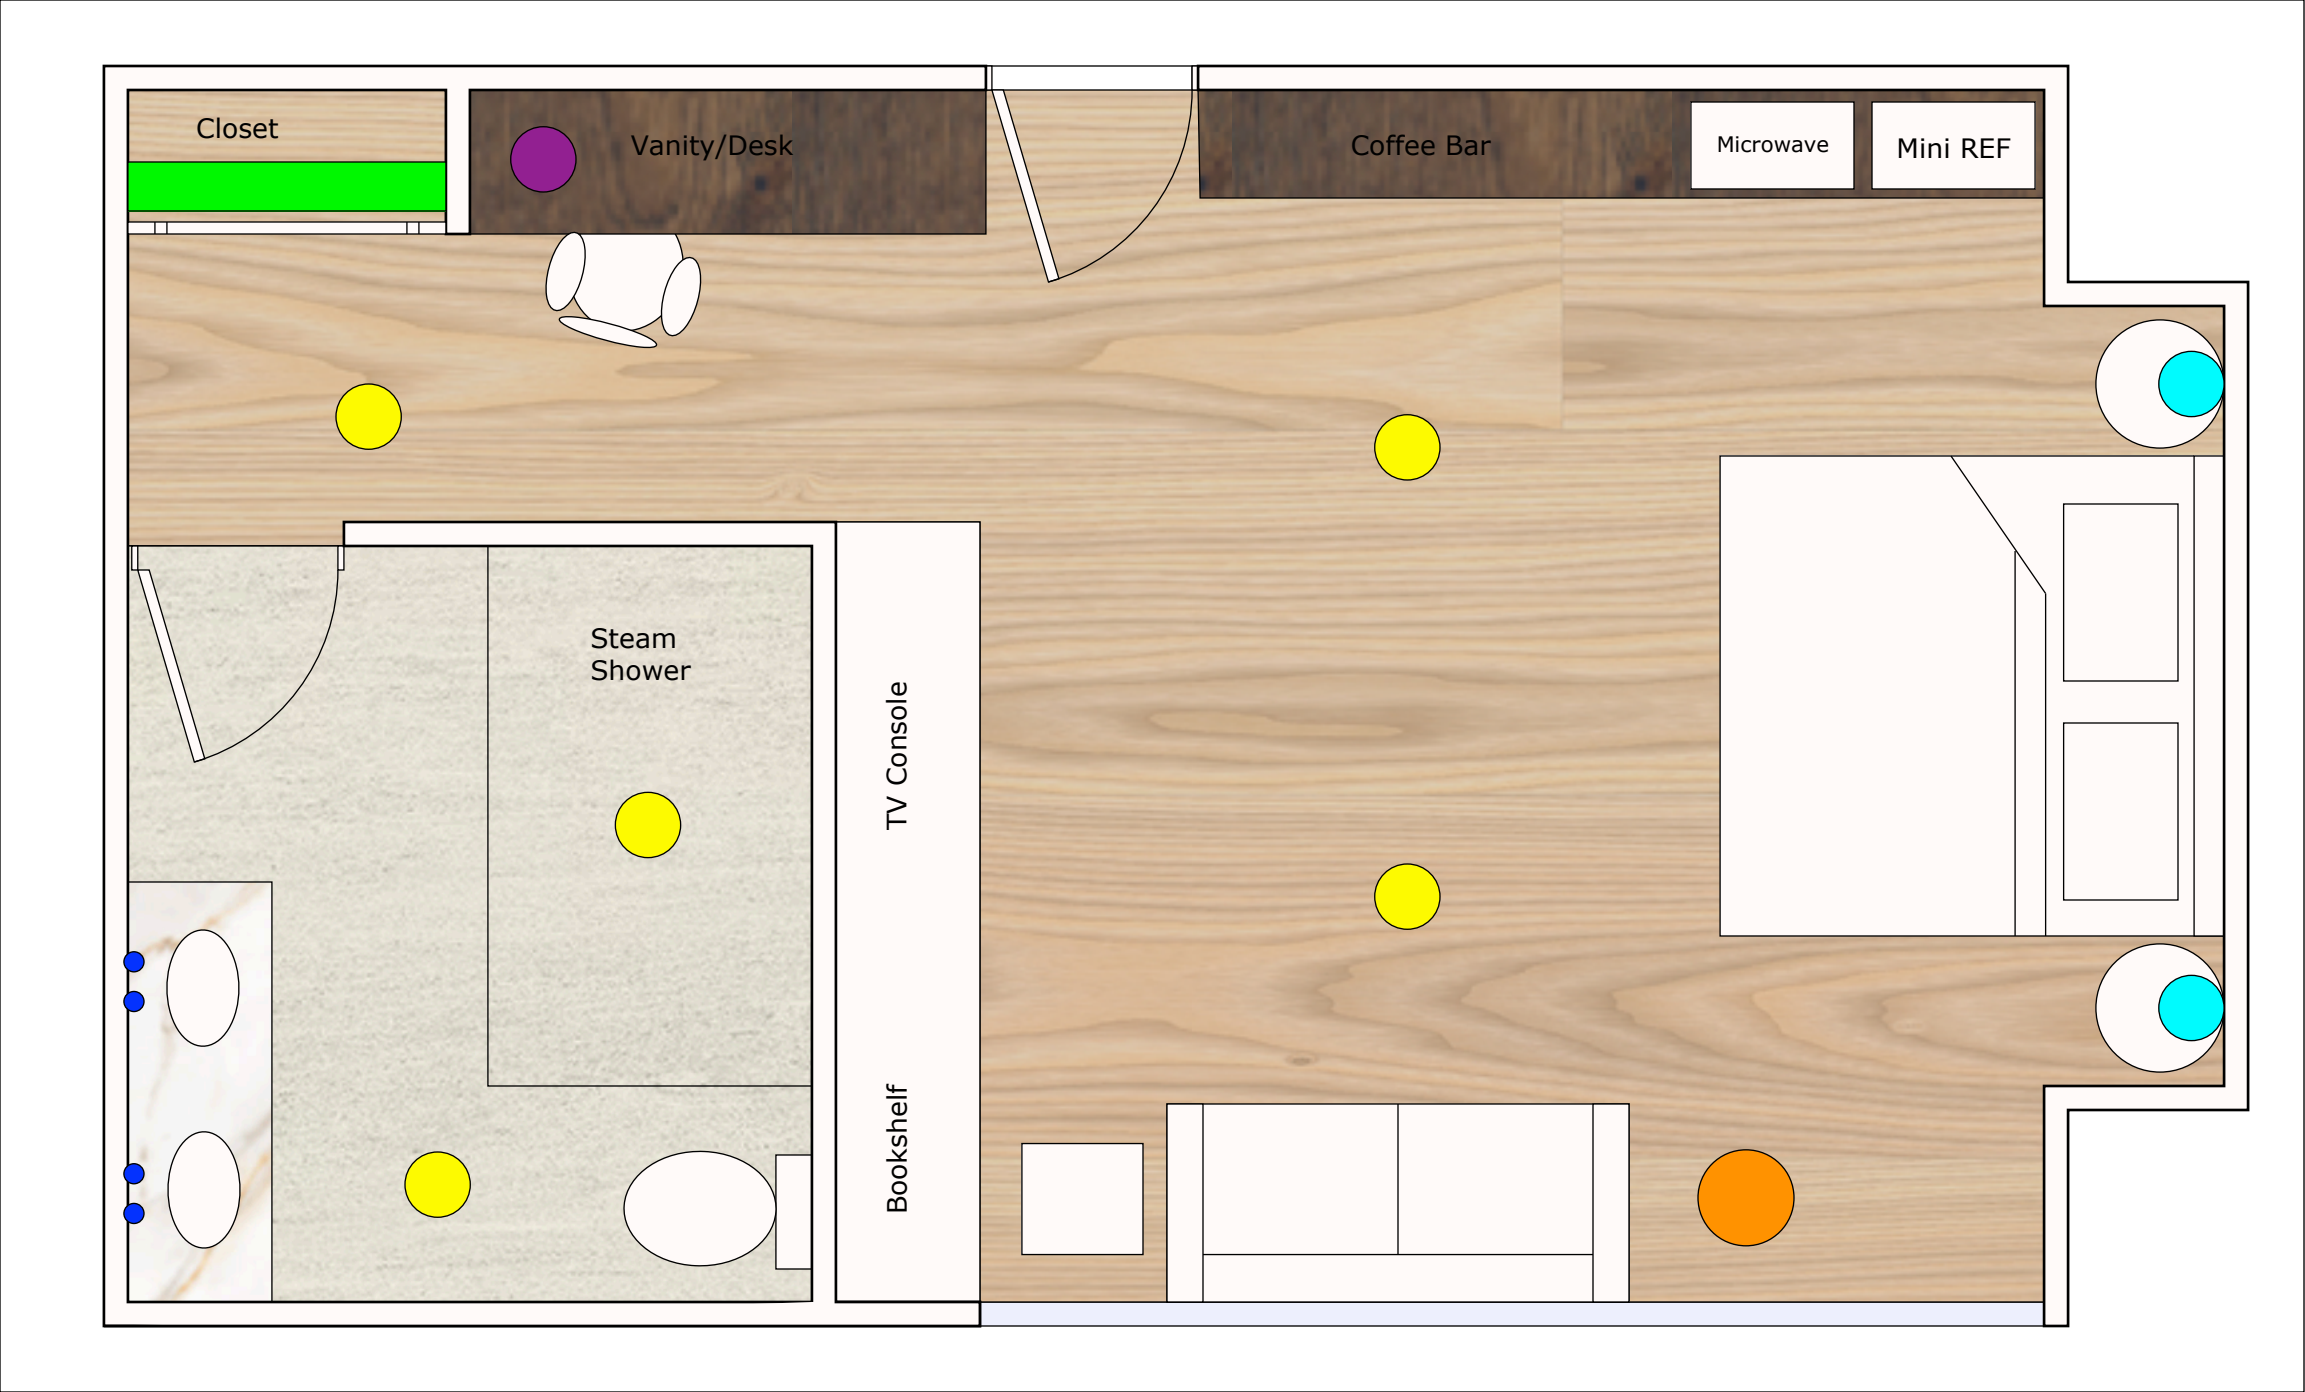 Closet
Vanity/Desk
Coffee Bar
Microwave
Mini REF
Steam
Shower
TV Console
Bookshelf